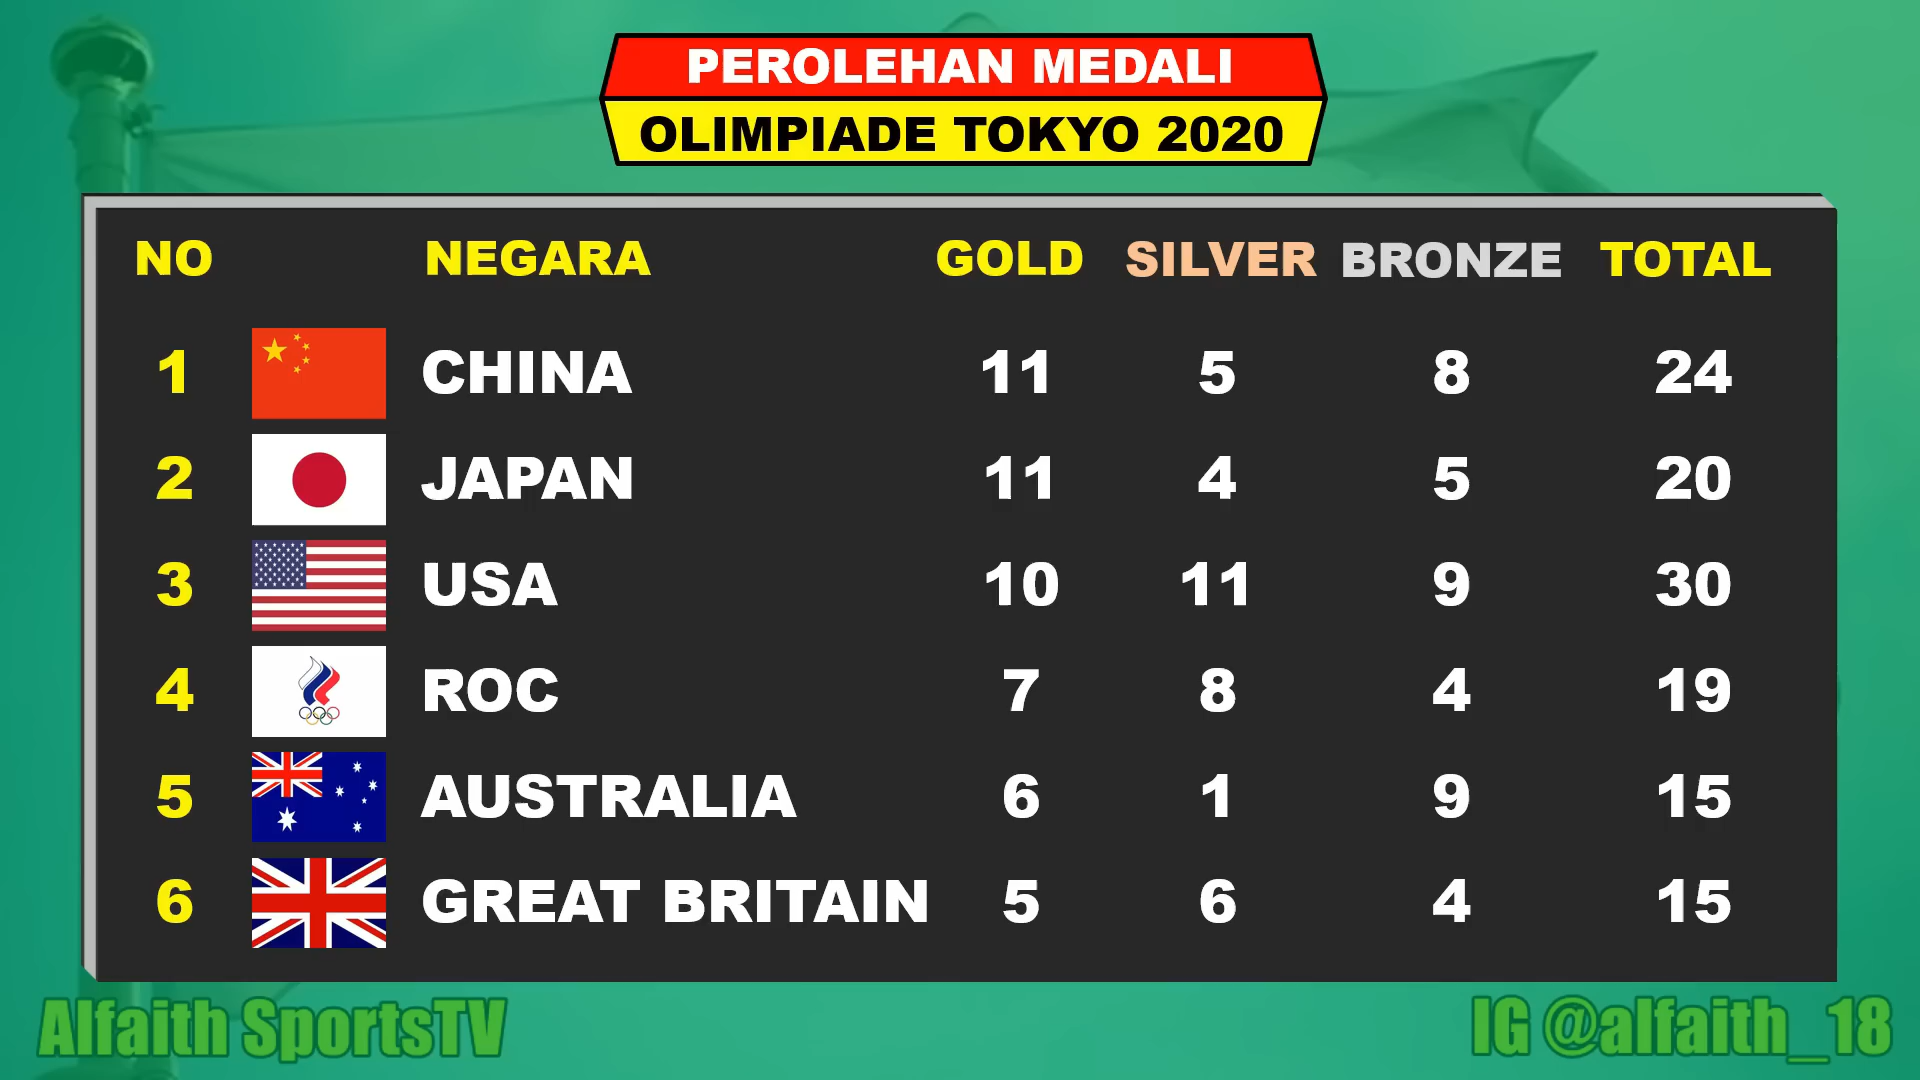 PEROLEHAN MEDALI
OLIMPIADE TOKYO 2020
NO NEGARA GOLD SILVER BRONZE TOTAL
1 CHINA 11 5 8 24
2 JAPAN 11 4 5 20
3 USA 10 11 9 30
4 ROC 7 8 4 19
5 AUSTRALIA 6 1 9 15
6 GREAT BRITAIN 5 6 4 15
Alfaith SportsTV IG @alfaith_18